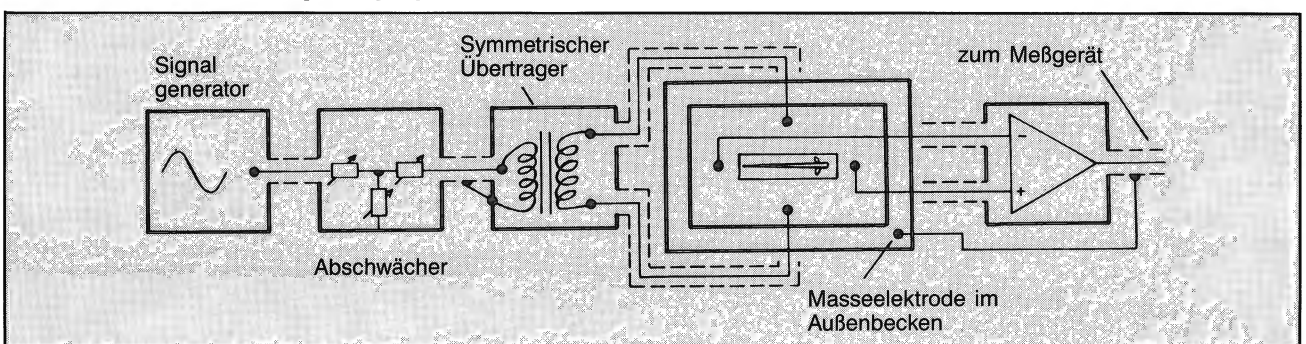 Signal
generator
Symmetrischer
Übertrager
zum Meßgerät
−
+
Abschwächer
Masseelektrode im
Außenbecken